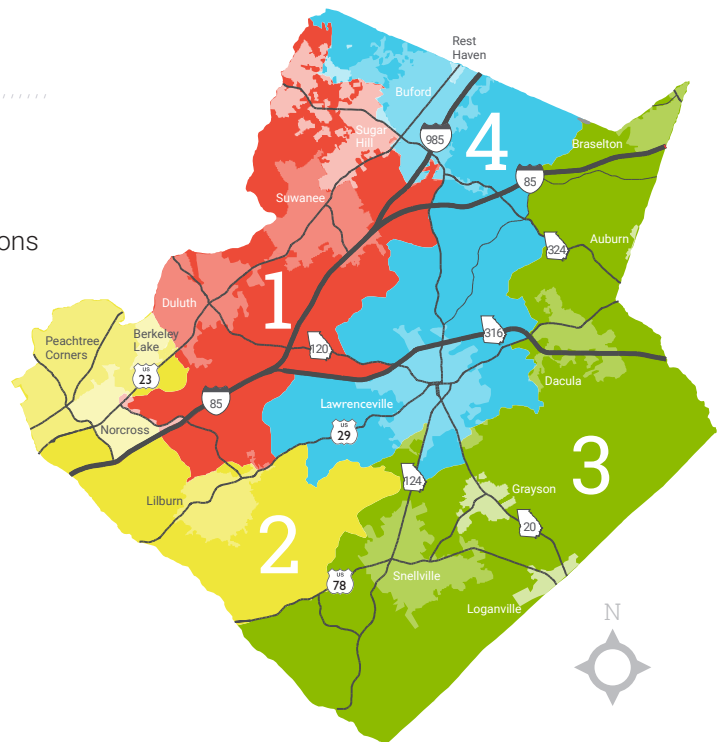 Rest
Haven
Buford
985
4
Sugar
Hill
Braselton
85
Suwanee
324
Auburn
Duluth
1
Peachtree
Corners
Berkeley
Lake
120
316
US
23
85
Dacula
Lawrenceville
Norcross
US
29
3
124
Grayson
Lilburn
20
2
Snellville
US
78
Loganville
N
ons